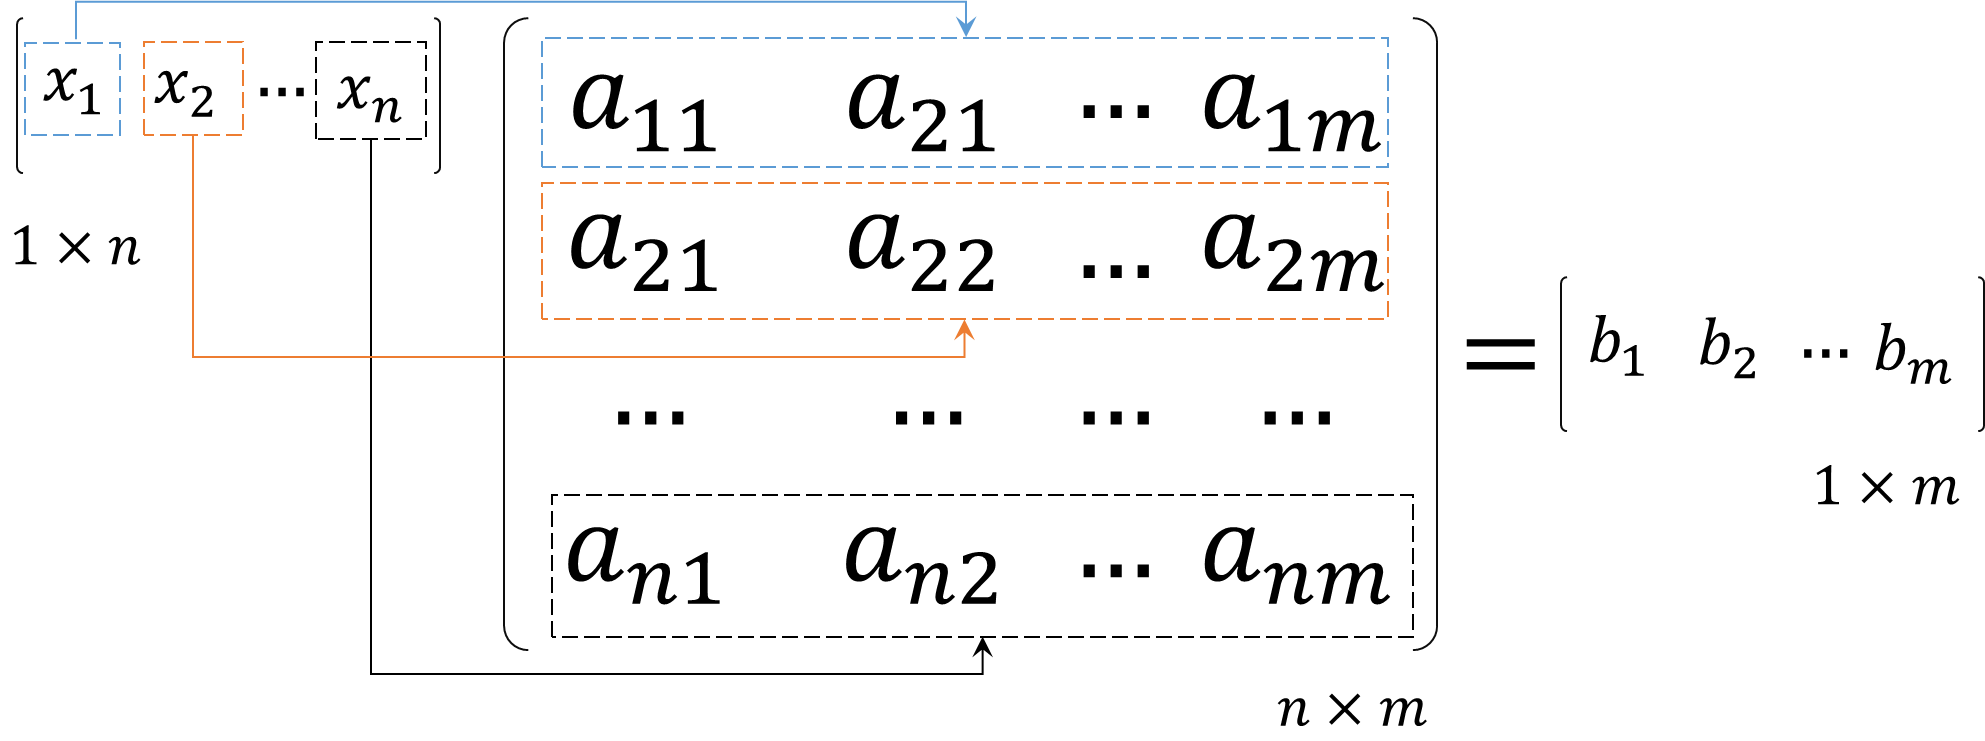 x₁ x₂ ⋯ xₙ
1 × n
a₁₁ a₂₁ ⋯ a₁ₘ
a₂₁ a₂₂ ⋯ a₂ₘ
⋯ ⋯ ⋯ ⋯
aₙ₁ aₙ₂ ⋯ aₙₘ
n × m
=
b₁ b₂ ⋯ bₘ
1 × m